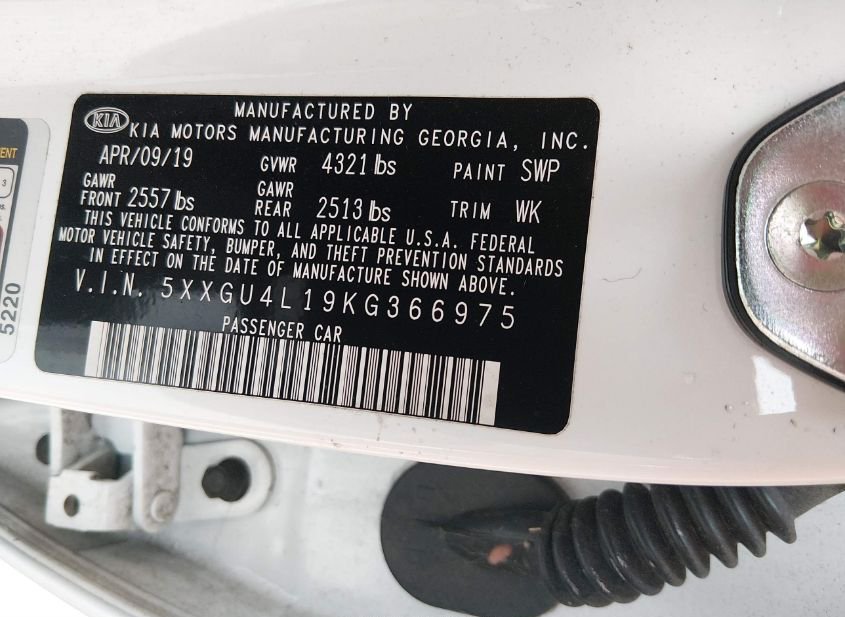 KIA
MANUFACTURED BY
KIA MOTORS MANUFACTURING GEORGIA, INC.
APR/09/19 GVWR 4321 lbs PAINT SWP
GAWR FRONT 2557 lbs GAWR REAR 2513 lbs TRIM WK
THIS VEHICLE CONFORMS TO ALL APPLICABLE U.S.A. FEDERAL
MOTOR VEHICLE SAFETY, BUMPER, AND THEFT PREVENTION STANDARDS
IN EFFECT ON THE DATE OF MANUFACTURE SHOWN ABOVE.
V.I.N. 5XXGU4L19KG366975
PASSENGER CAR
3
5220